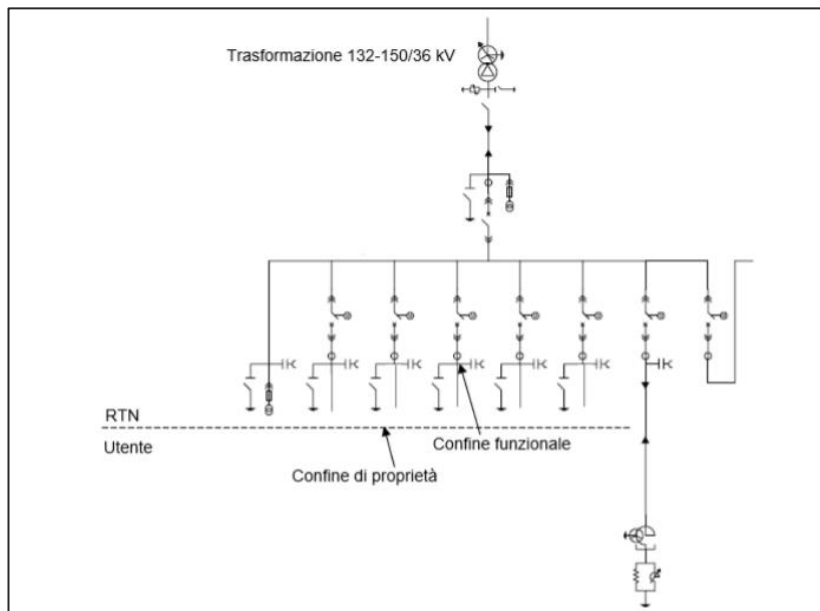 Trasformazione 132-150/36 kV
RTN
Utente
Confine funzionale
Confine di proprietà